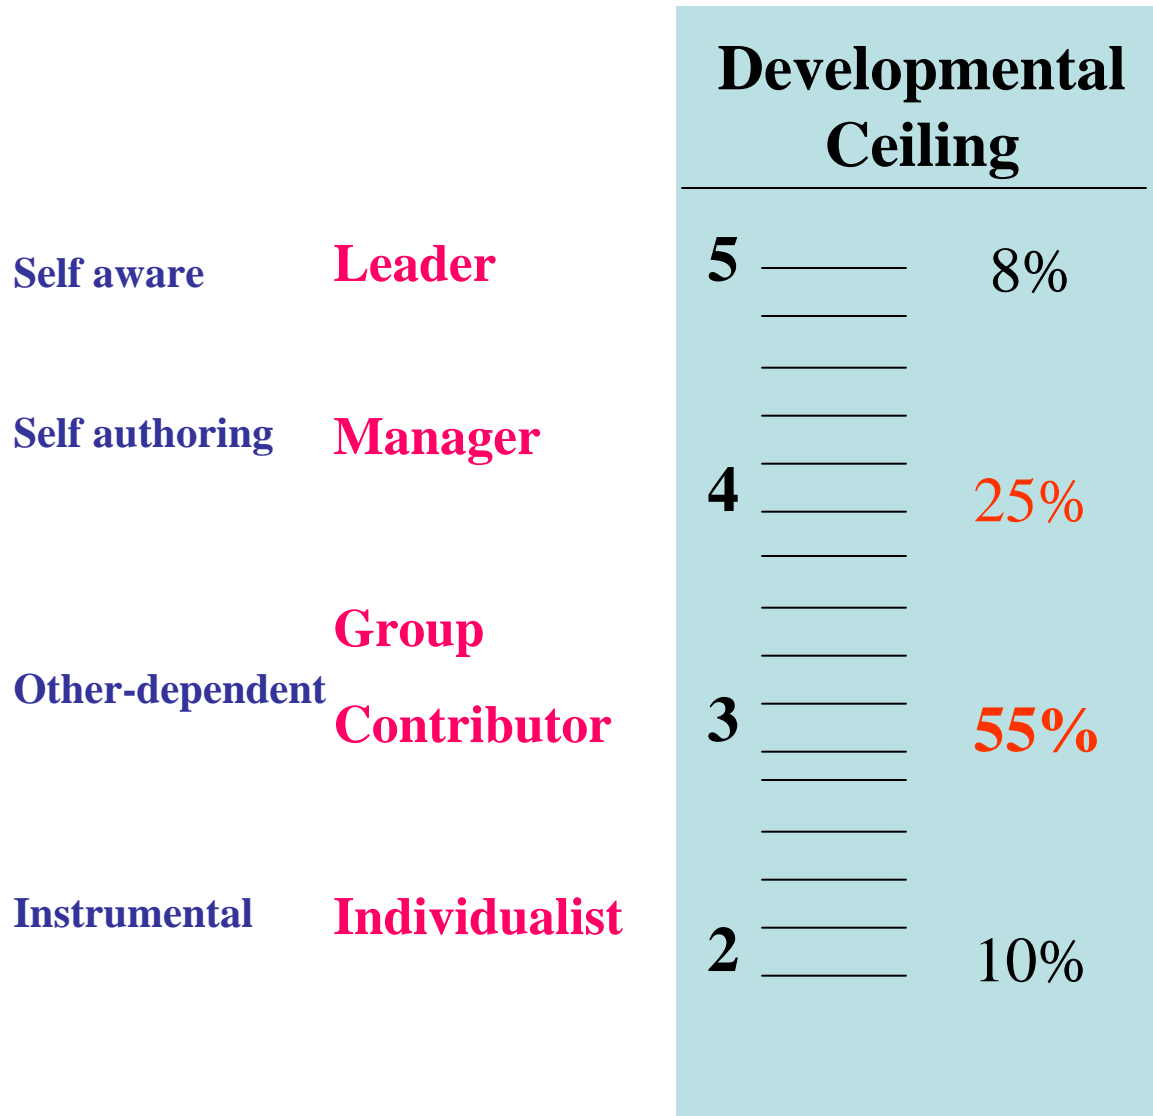 Developmental
Ceiling
Self aware Leader 5 8%
Self authoring Manager 4 25%
Group
Other-dependent
Contributor 3 55%
Instrumental Individualist 2 10%